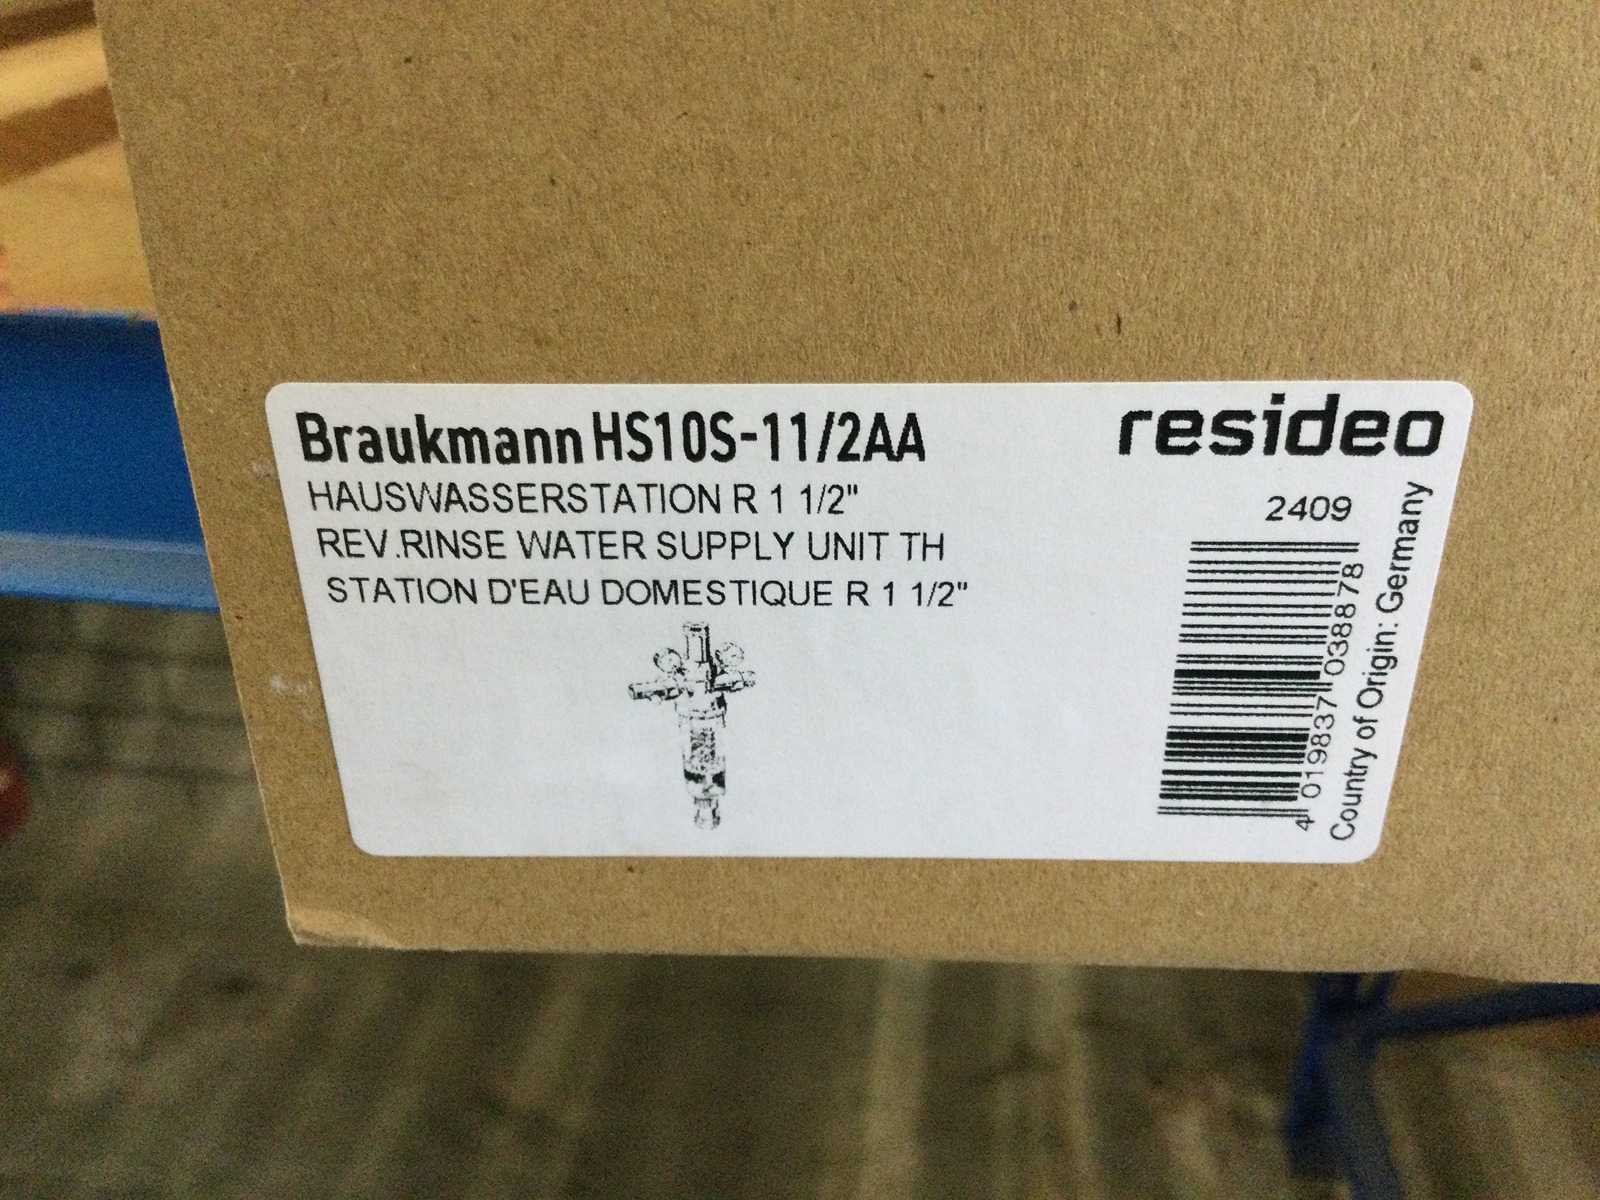 Braukmann HS10S-11/2AA
resideo
HAUSWASSERSTATION R 1 1/2"
REV.RINSE WATER SUPPLY UNIT TH
STATION D'EAU DOMESTIQUE R 1 1/2"
2409
4 019837 038878
Country of Origin: Germany